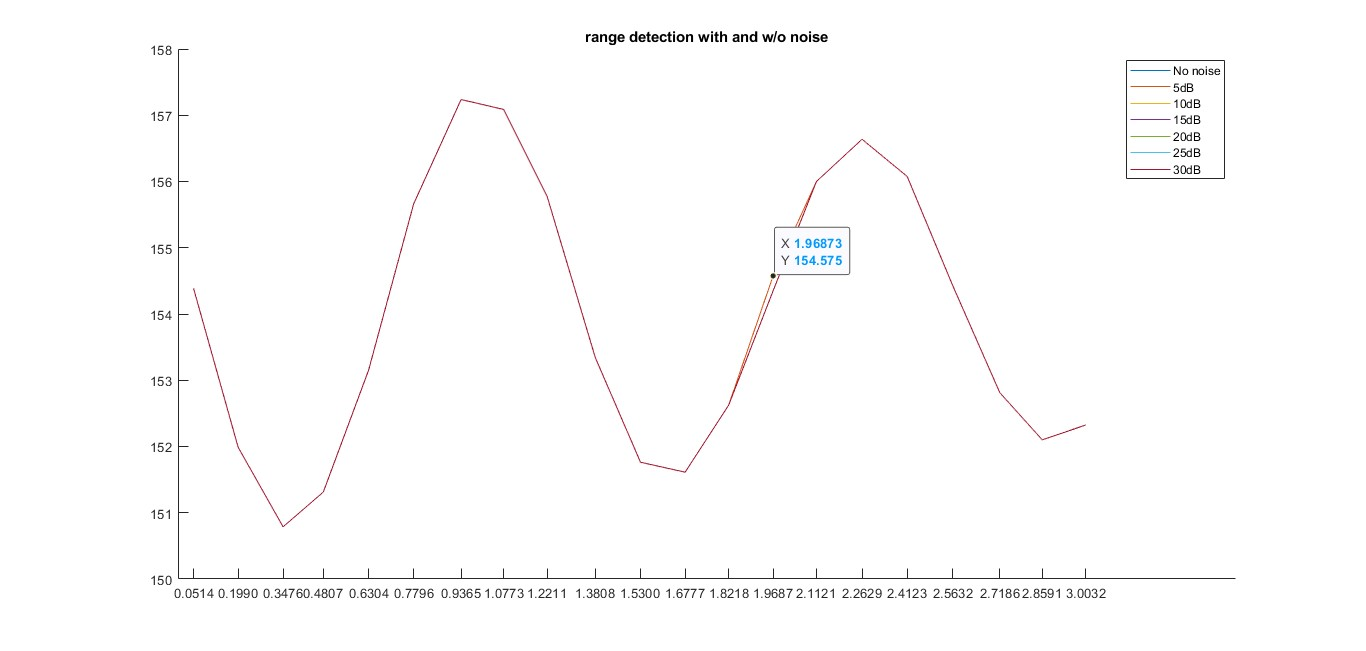 range detection with and w/o noise
158
157
156
155
154
153
152
151
150
No noise
5dB
10dB
15dB
20dB
25dB
30dB
X 1.96873
Y 154.575
0.0514 0.1990 0.3476 0.4807 0.6304 0.7796 0.9365 1.0773 1.2211 1.3808 1.5300 1.6777 1.8218 1.9687 2.1121 2.2629 2.4123 2.5632 2.7186 2.8591 3.0032